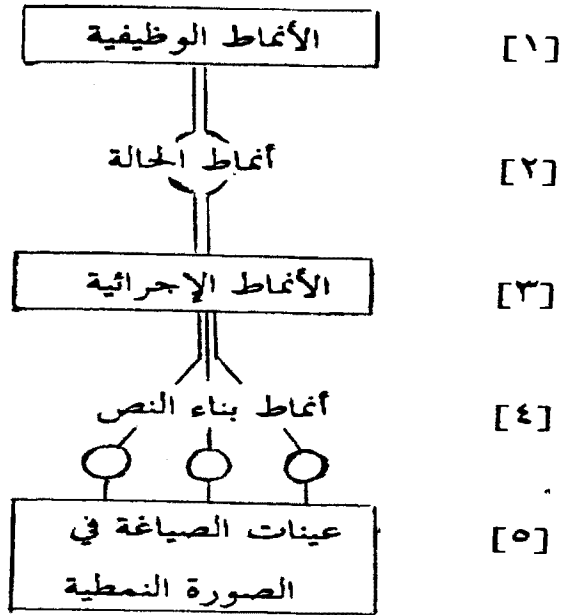 الأنماط الوظيفية [١]
أنماط الحالة [٢]
الأنماط الإجرائية [٣]
أنماط بناء النص [٤]
عينات الصياغة في [٥]
الصورة النمطية